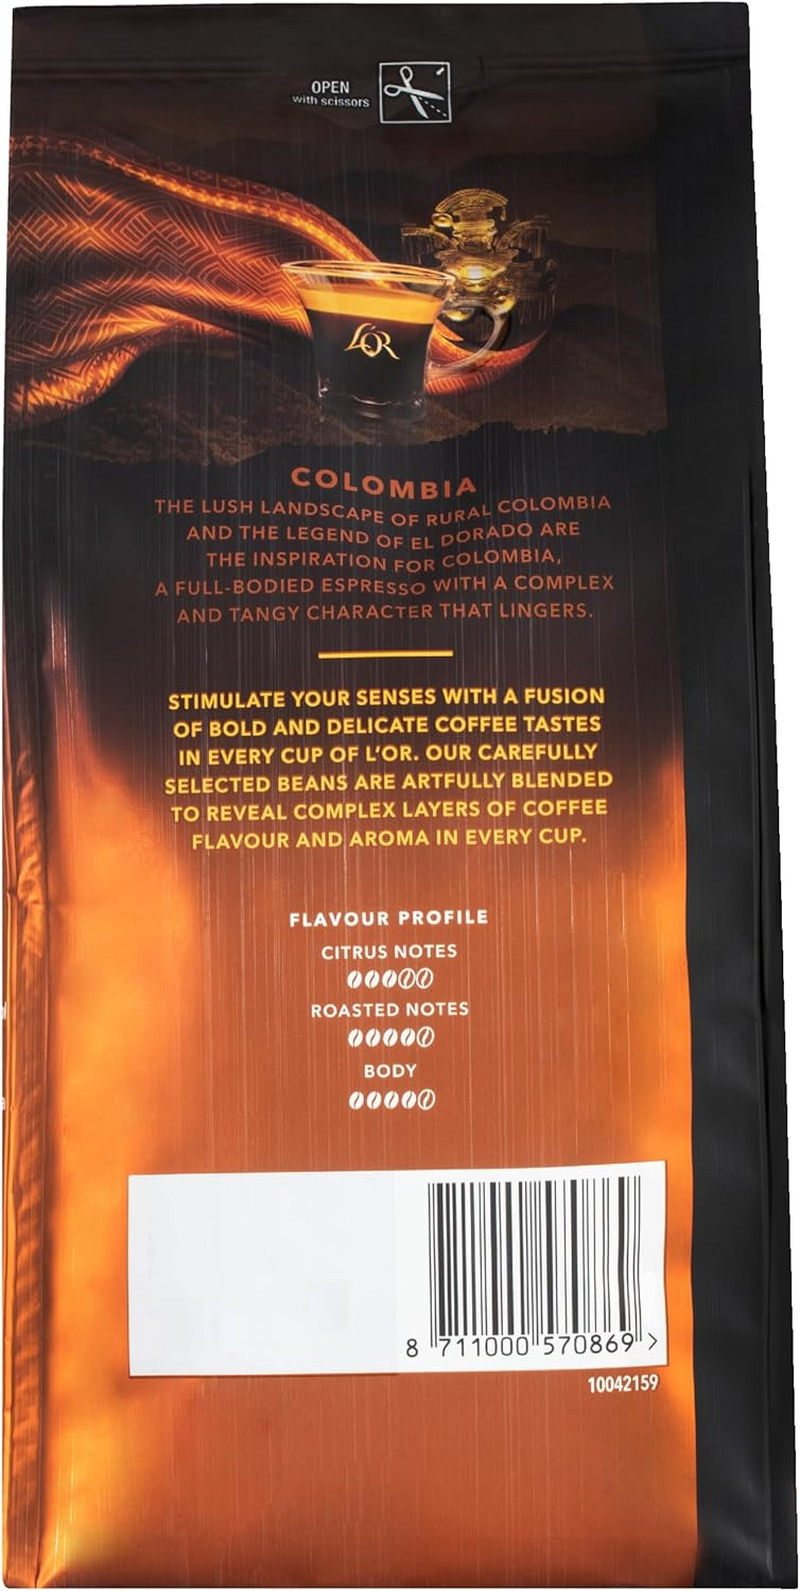 OPEN
with scissors
L'OR
COLOMBIA
THE LUSH LANDSCAPE OF RURAL COLOMBIA
AND THE LEGEND OF EL DORADO ARE
THE INSPIRATION FOR COLOMBIA,
A FULL-BODIED ESPRESSO WITH A COMPLEX
AND TANGY CHARACTER THAT LINGERS.
STIMULATE YOUR SENSES WITH A FUSION
OF BOLD AND DELICATE COFFEE TASTES
IN EVERY CUP OF L'OR. OUR CAREFULLY
SELECTED BEANS ARE ARTFULLY BLENDED
TO REVEAL COMPLEX LAYERS OF COFFEE
FLAVOUR AND AROMA IN EVERY CUP.
FLAVOUR PROFILE
CITRUS NOTES
ROASTED NOTES
BODY
8 711000 570869 >
10042159